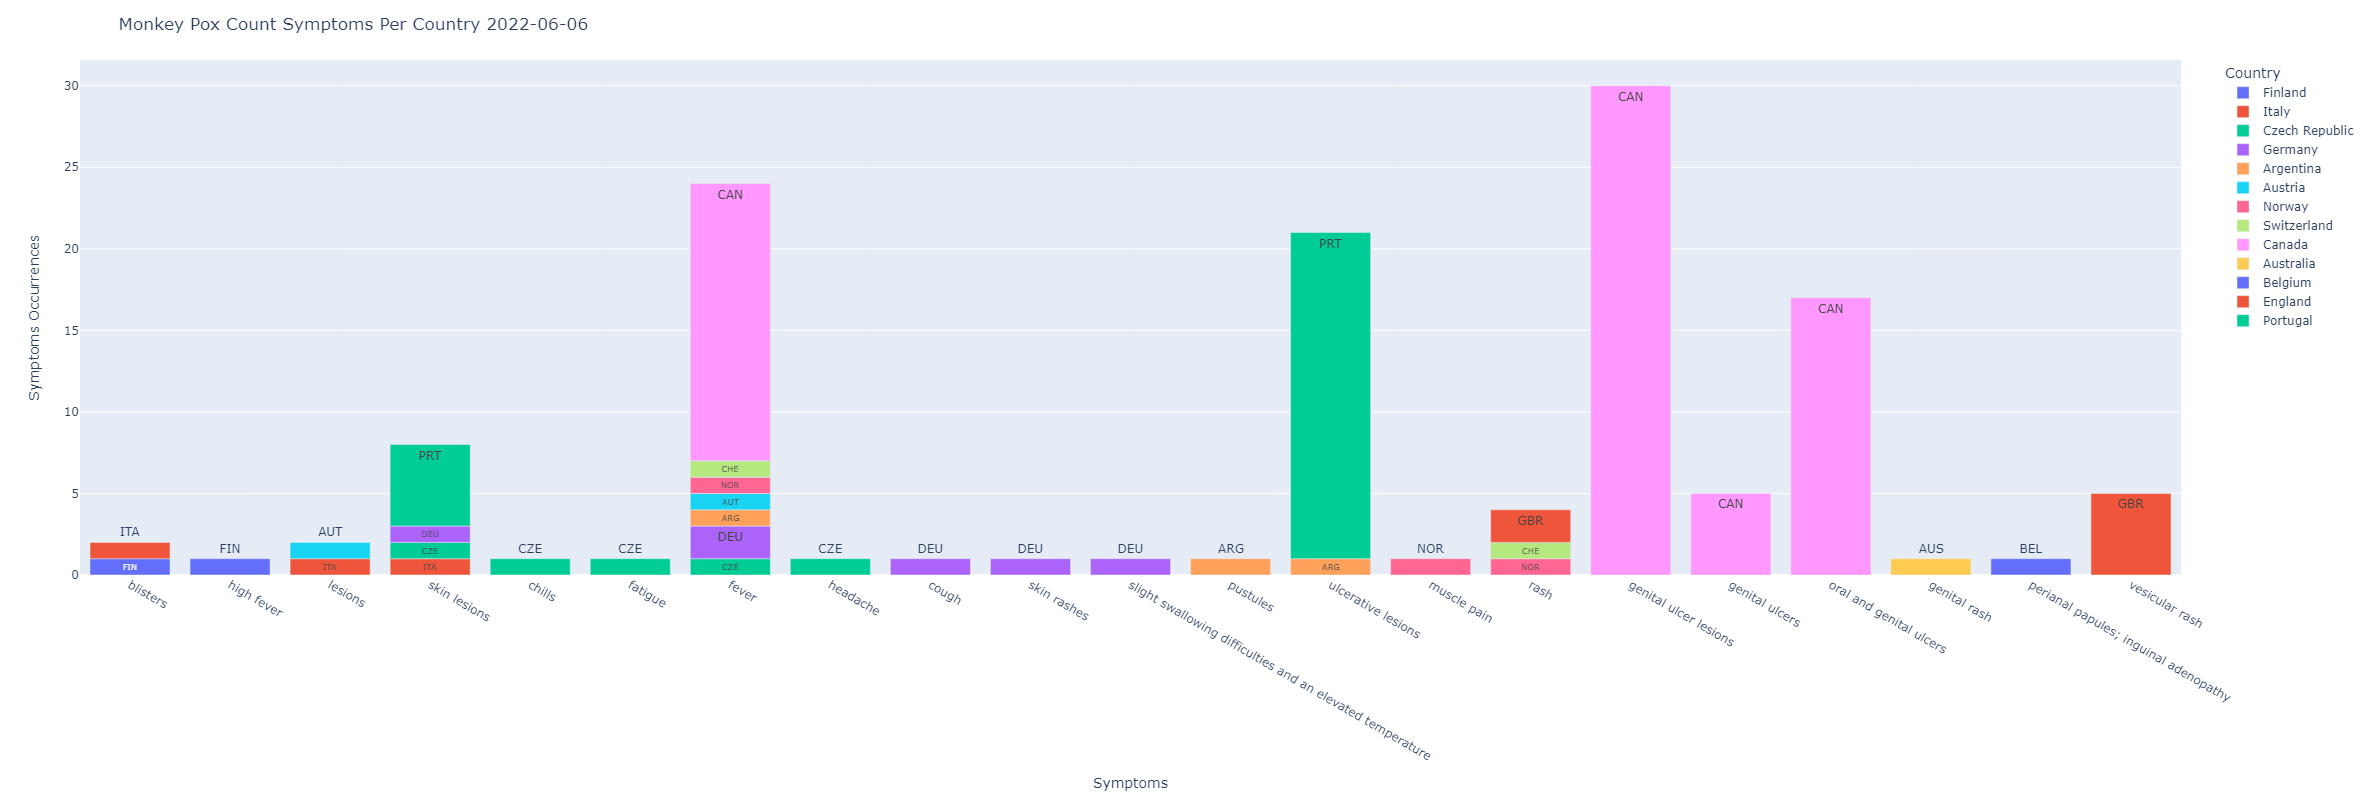 Monkey Pox Count Symptoms Per Country 2022-06-06
Symptoms Occurrences
30
25
20
15
10
5
0
ITA
FIN
FIN
AUT
ITA
PRT
DEU
CZE
ITA
CZE
CZE
CAN
CHE
NOR
AUT
ARG
DEU
CZE
CZE
DEU
DEU
DEU
ARG
PRT
ARG
NOR
GBR
CHE
NOR
CAN
CAN
CAN
AUS
BEL
GBR
blisters
high fever
lesions
skin lesions
chills
fatigue
fever
headache
cough
skin rashes
slight swallowing difficulties and an elevated temperature
pustules
ulcerative lesions
muscle pain
rash
genital ulcer lesions
genital ulcers
oral and genital ulcers
genital rash
perianal papules; inguinal adenopathy
vesicular rash
Symptoms
Country
Finland
Italy
Czech Republic
Germany
Argentina
Austria
Norway
Switzerland
Canada
Australia
Belgium
England
Portugal